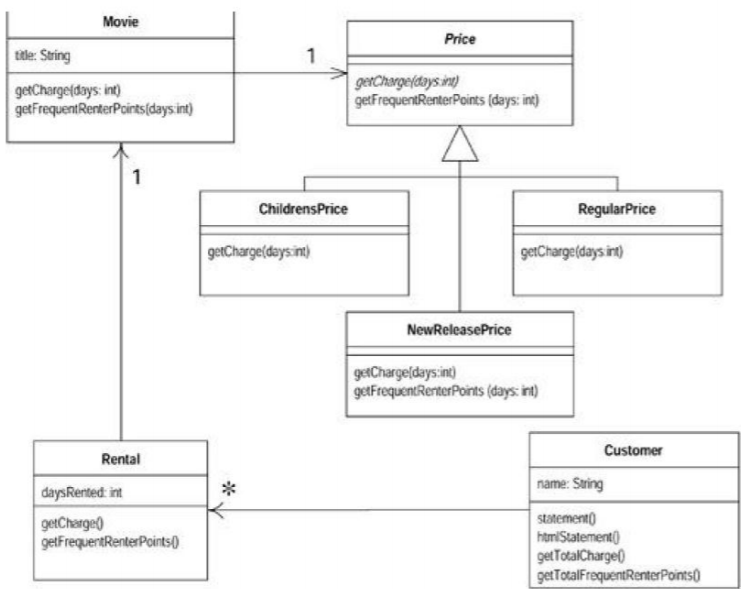 Movie
title: String
getCharge(days: int)
getFrequentRenterPoints(days:int)
1
Price
getCharge(days:int)
getFrequentRenterPoints (days: int)
1
ChildrensPrice
getCharge(days:int)
RegularPrice
getCharge(days:int)
NewReleasePrice
getCharge(days:int)
getFrequentRenterPoints (days: int)
Rental
daysRented: int
getCharge()
getFrequentRenterPoints()
*
Customer
name: String
statement()
htmlStatement()
getTotalCharge()
getTotalFrequentRenterPoints()